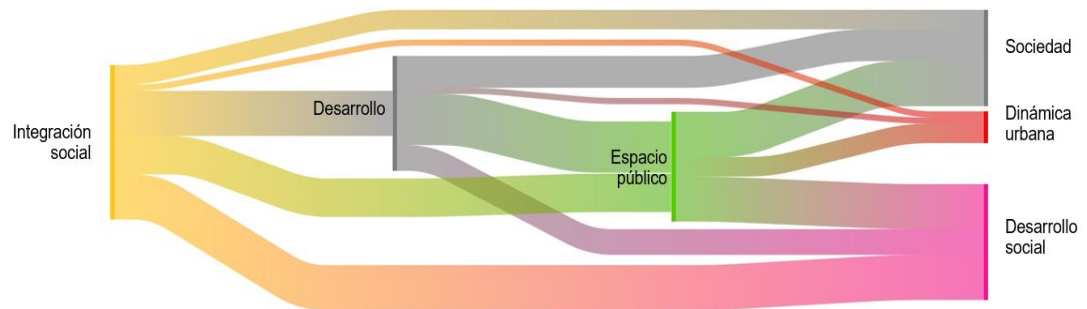 Integración
social
Desarrollo
Espacio
público
Sociedad
Dinámica
urbana
Desarrollo
social